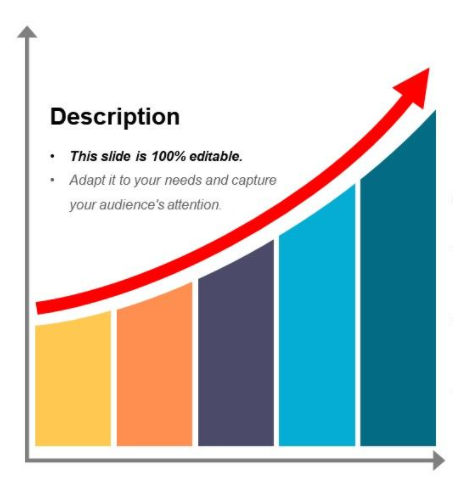 Description
• This slide is 100% editable.
• Adapt it to your needs and capture
your audience's attention.